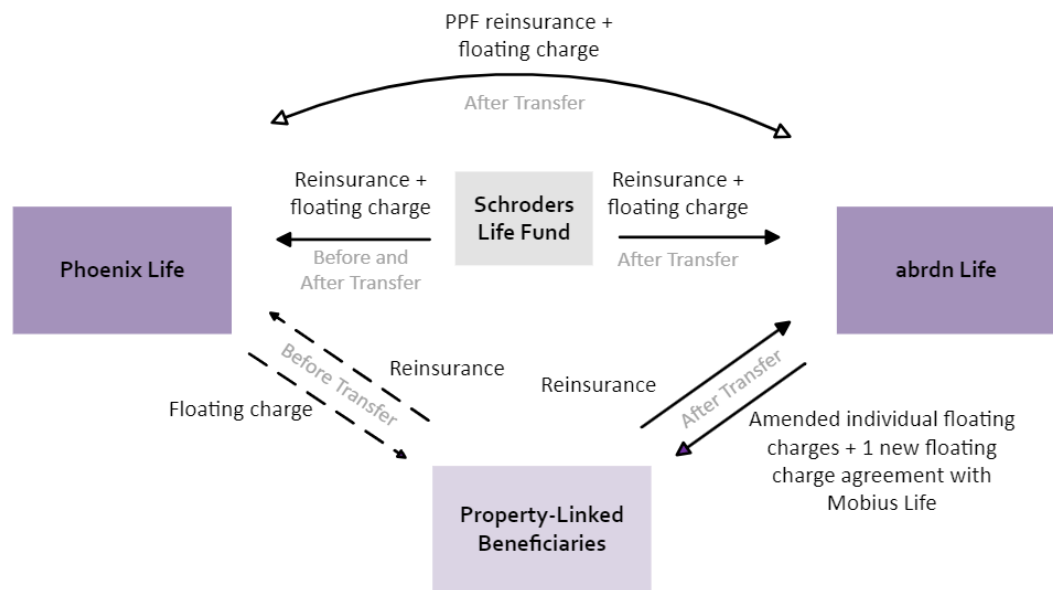 PPF reinsurance +
floating charge
After Transfer
Reinsurance +
floating charge
Before and
After Transfer
Schroders
Life Fund
Reinsurance +
floating charge
After Transfer
Phoenix Life
abrdn Life
Before Transfer
Reinsurance
Floating charge
Reinsurance
After Transfer
Amended individual floating
charges + 1 new floating
charge agreement with
Mobius Life
Property-Linked
Beneficiaries